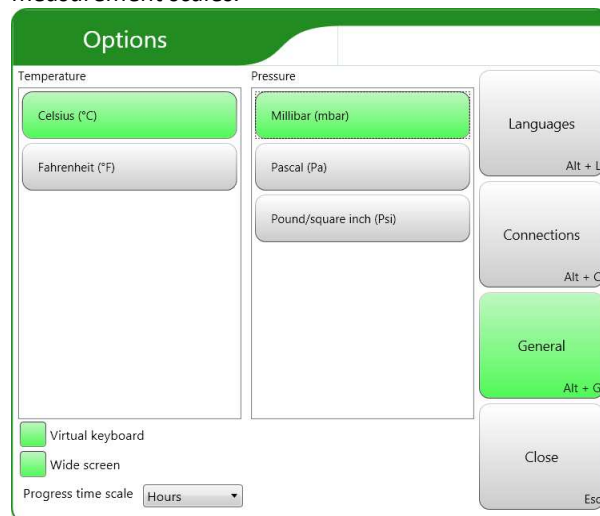 Options
Temperature
Pressure
Celsius (°C)
Millibar (mbar)
Fahrenheit (°F)
Pascal (Pa)
Pound/square inch (Psi)
Languages
Alt + L
Connections
Alt + C
General
Alt + G
Close
Esc
Virtual keyboard
Wide screen
Progress time scale Hours